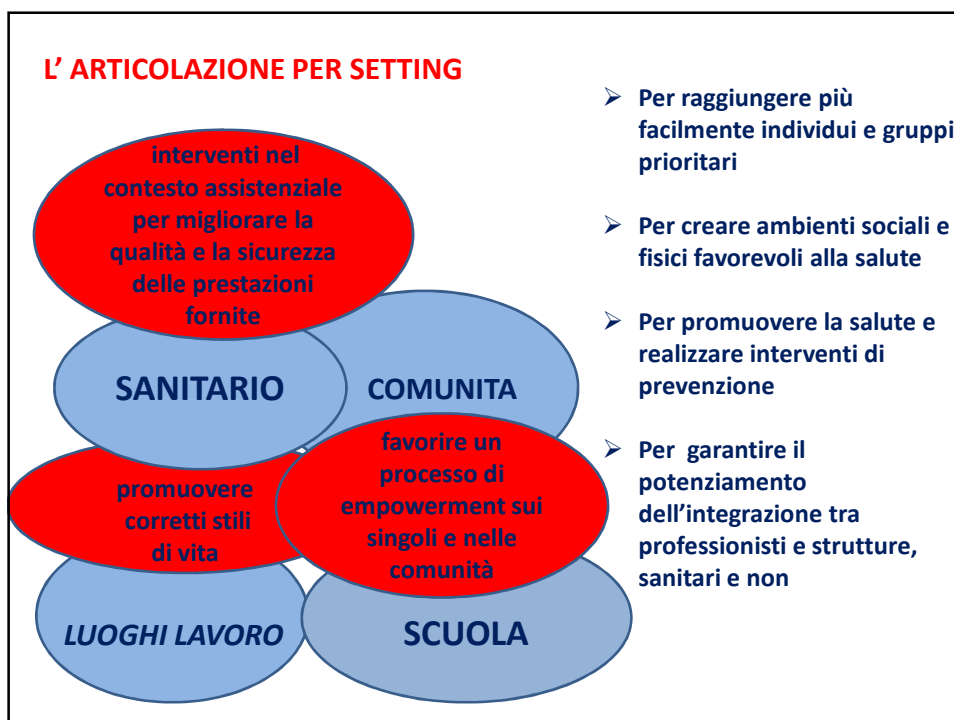 L' ARTICOLAZIONE PER SETTING
interventi nel
contesto assistenziale
per migliorare la
qualità e la sicurezza
delle prestazioni
fornite
SANITARIO
COMUNITA
promuovere
corretti stili
di vita
favorire un
processo di
empowerment sui
singoli e nelle
comunità
LUOGHI LAVORO
SCUOLA
➢ Per raggiungere più
facilmente individui e gruppi
prioritari
➢ Per creare ambienti sociali e
fisici favorevoli alla salute
➢ Per promuovere la salute e
realizzare interventi di
prevenzione
➢ Per garantire il
potenziamento
dell'integrazione tra
professionisti e strutture,
sanitari e non